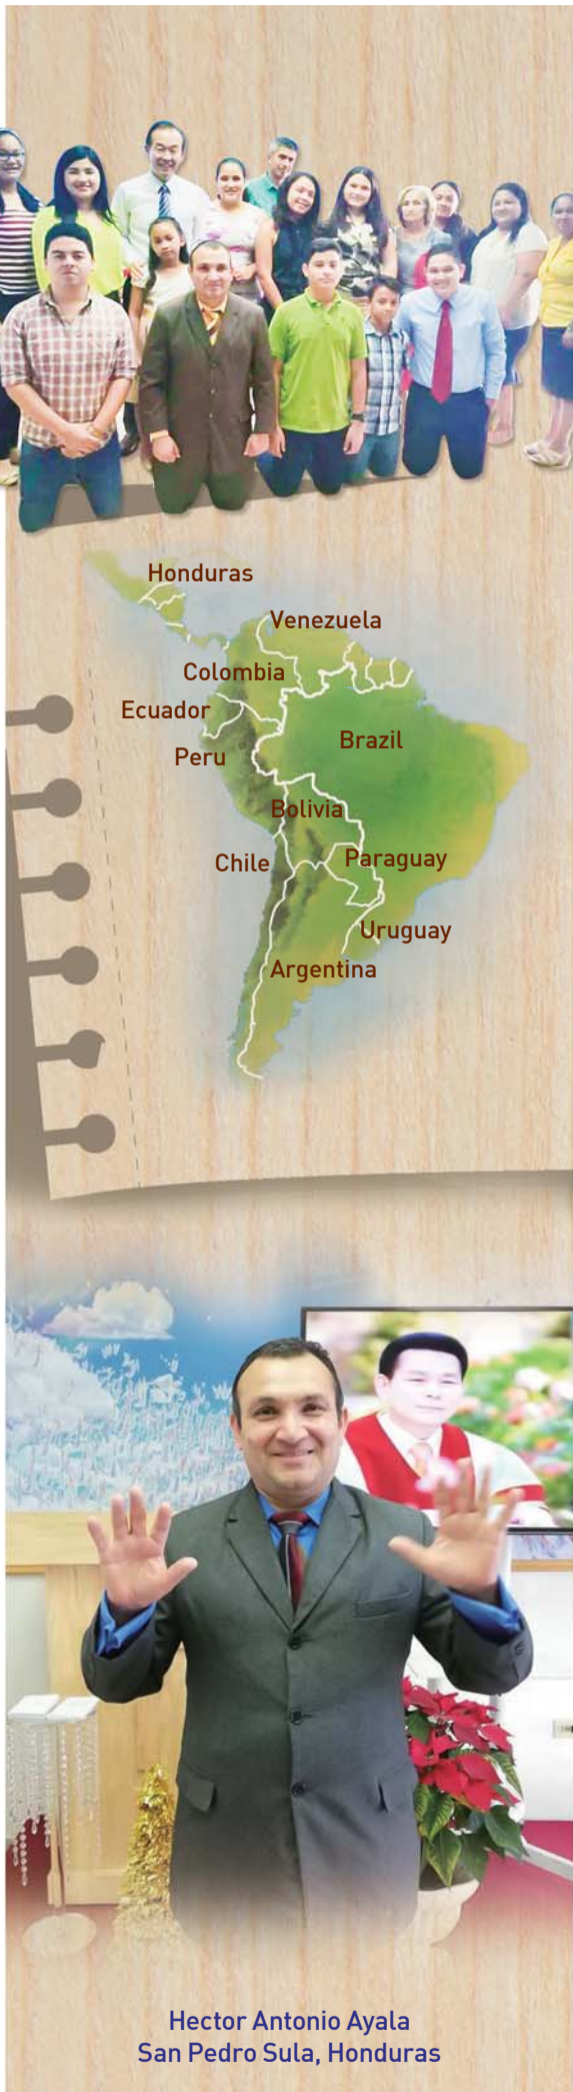 Honduras
Venezuela
Colombia
Ecuador
Brazil
Peru
Bolivia
Chile
Paraguay
Uruguay
Argentina
Hector Antonio Ayala
San Pedro Sula, Honduras